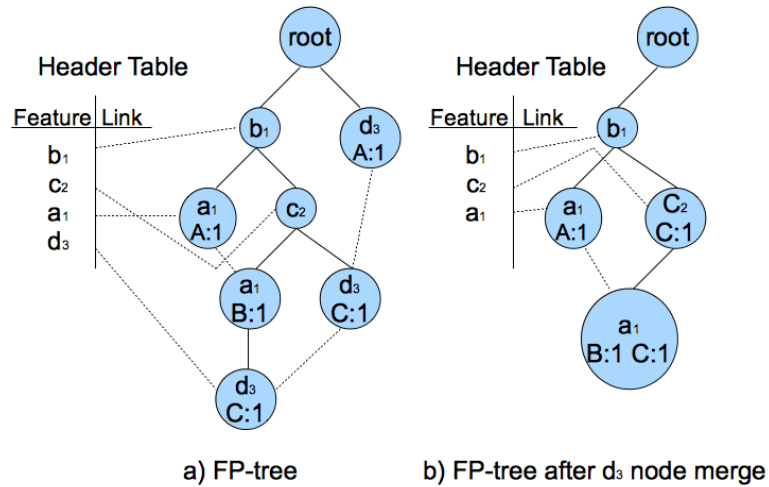 root
Header Table
Feature Link
b₁
c₂
a₁
d₃
b₁
d₃
A:1
a₁
A:1
c₂
a₁
B:1
d₃
C:1
d₃
C:1
a) FP-tree
root
Header Table
Feature Link
b₁
c₂
a₁
b₁
a₁
A:1
C₂
C:1
a₁
B:1 C:1
b) FP-tree after d₃ node merge